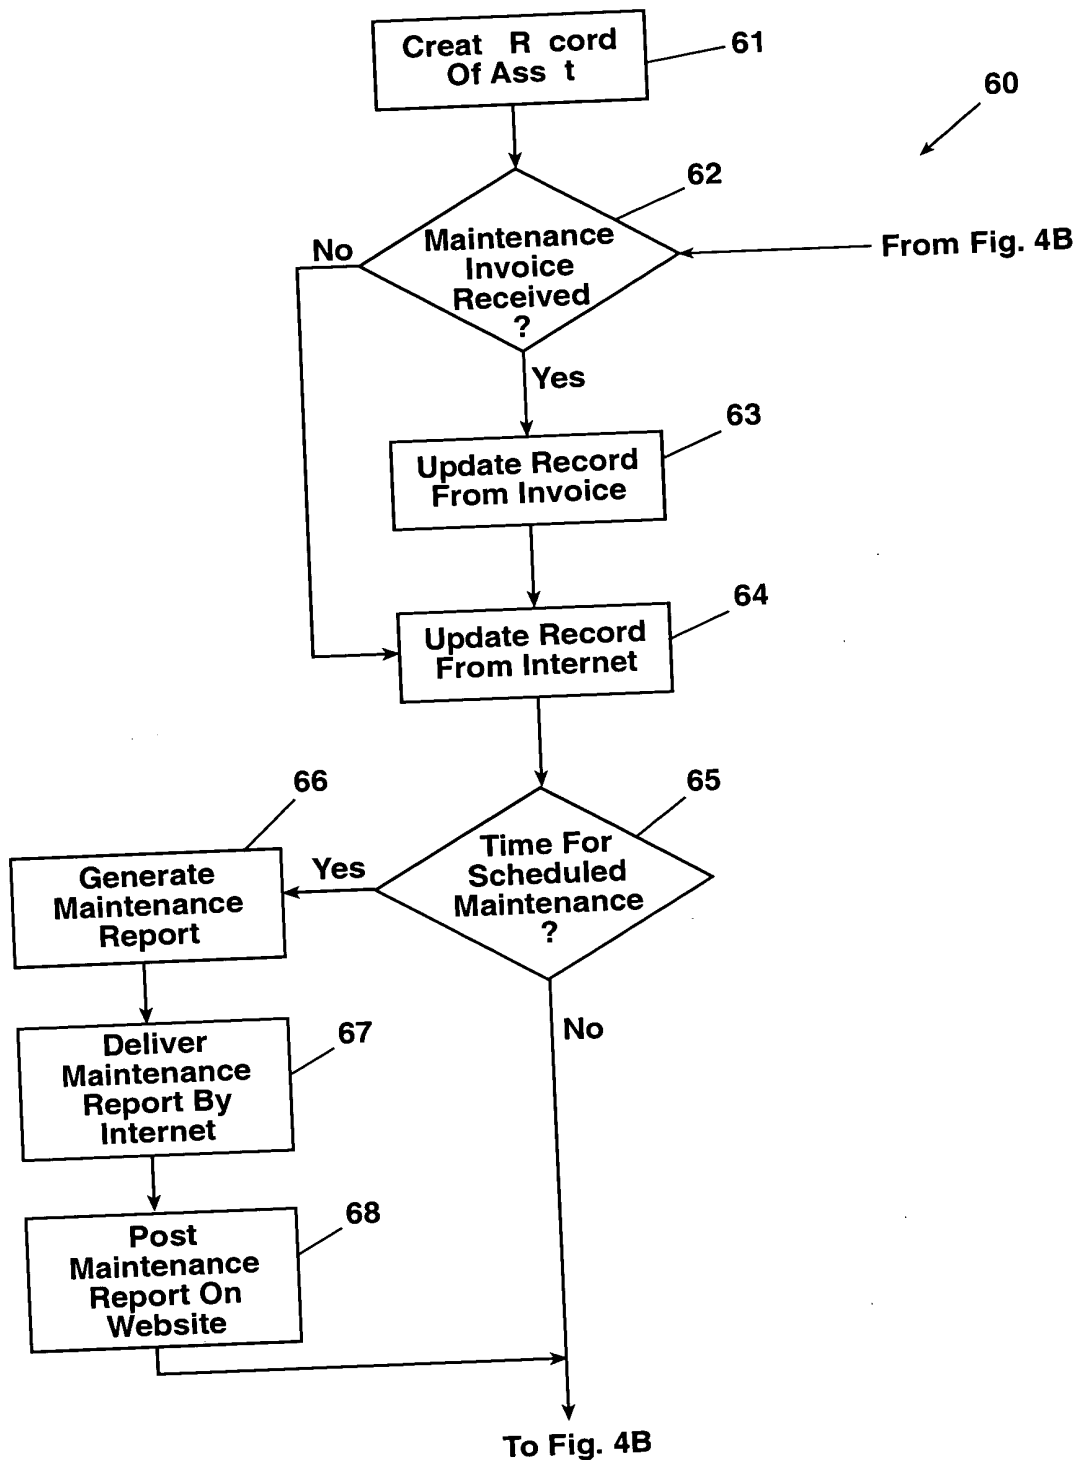 Creat R cord
Of Ass t
61
60
62
No
Maintenance
Invoice
Received
?
From Fig. 4B
Yes
63
Update Record
From Invoice
64
Update Record
From Internet
66
65
Yes
Time For
Scheduled
Maintenance
?
Generate
Maintenance
Report
No
67
Deliver
Maintenance
Report By
Internet
68
Post
Maintenance
Report On
Website
To Fig. 4B